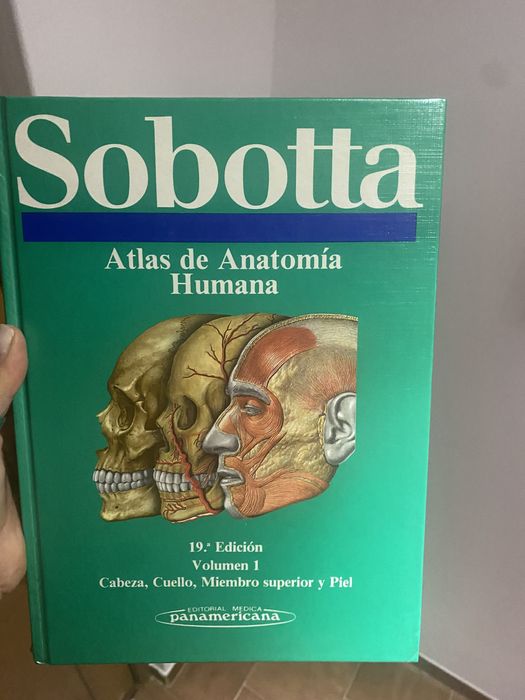 Sobotta
Atlas de Anatomía
Humana
19.ª Edición
Volumen 1
Cabeza, Cuello, Miembro superior y Piel
EDITORIAL MEDICA
panamericana